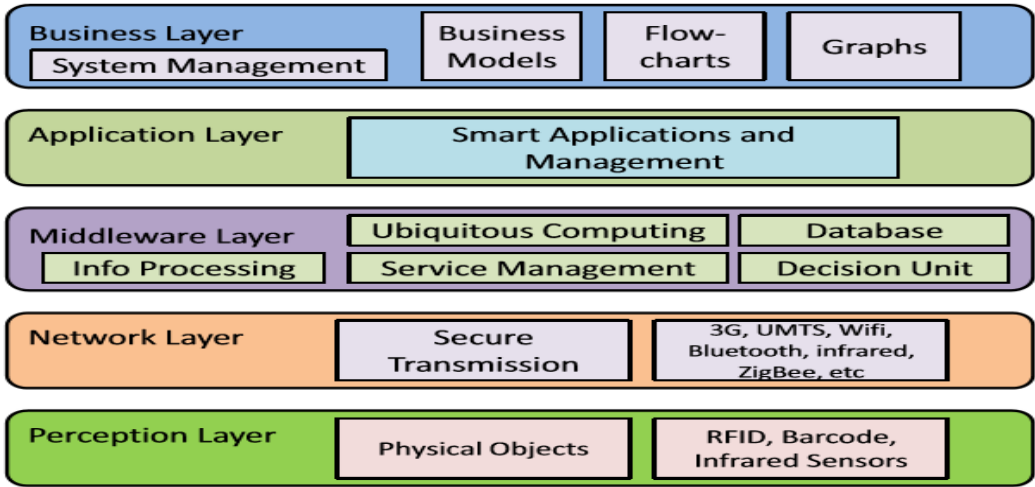 Business Layer
System Management
Business
Models
Flow-
charts
Graphs
Application Layer
Smart Applications and
Management
Middleware Layer
Ubiquitous Computing
Database
Info Processing
Service Management
Decision Unit
Network Layer
Secure
Transmission
3G, UMTS, Wifi,
Bluetooth, infrared,
ZigBee, etc
Perception Layer
Physical Objects
RFID, Barcode,
Infrared Sensors